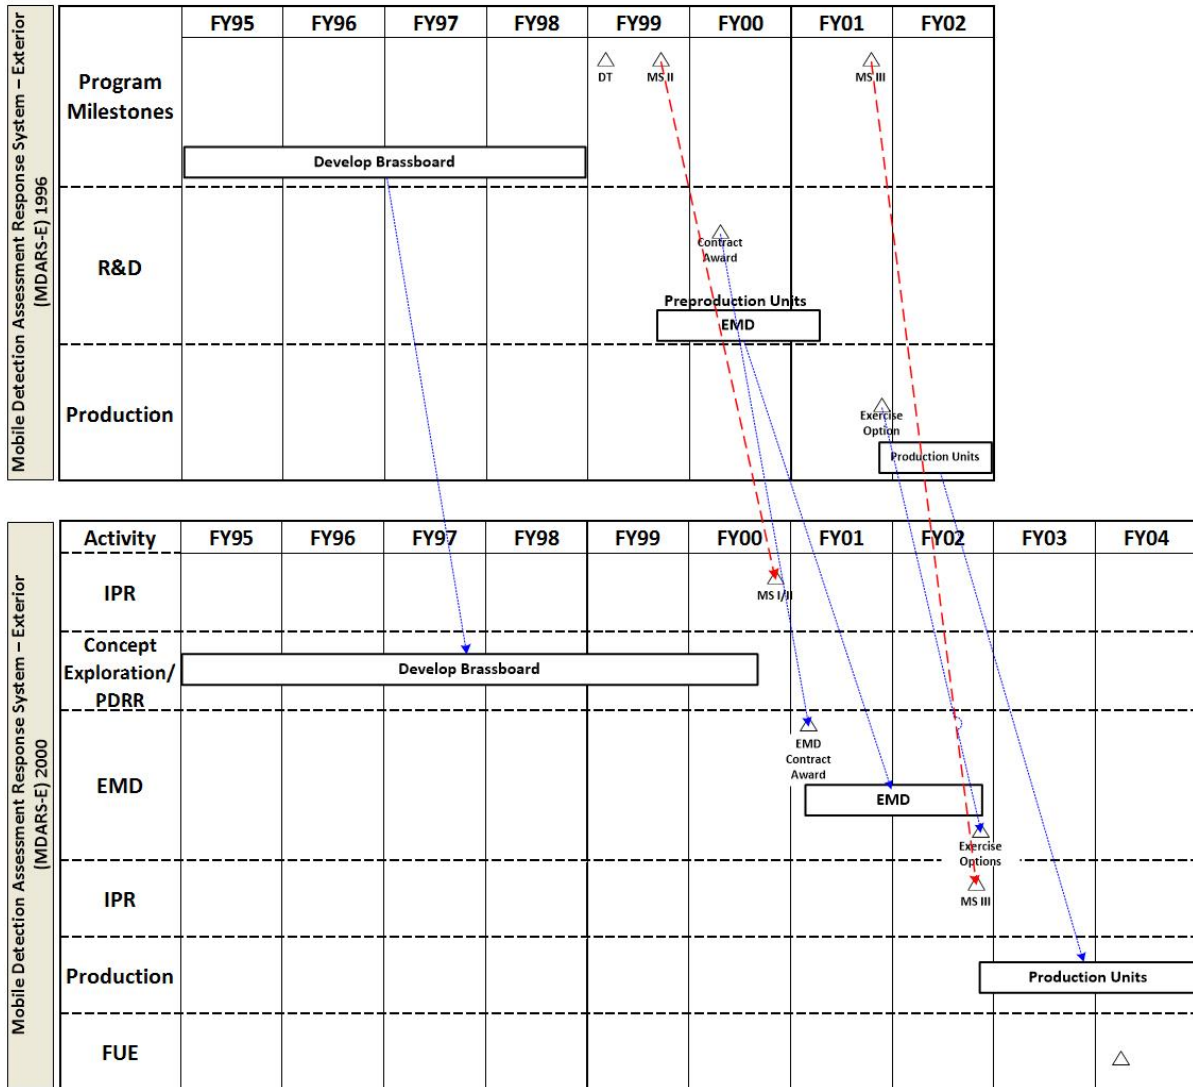 Mobile Detection Assessment Response System – Exterior
(MDARS-E) 1996
FY95 FY96 FY97 FY98 FY99 FY00 FY01 FY02
Program
Milestones
DT MS II MS III
Develop Brassboard
R&D
Contract
Award
Preproduction Units
EMD
Production
Exercise
Option
Production Units
Mobile Detection Assessment Response System – Exterior
(MDARS-E) 2000
Activity FY95 FY96 FY97 FY98 FY99 FY00 FY01 FY02 FY03 FY04
IPR
MS I/II
Concept
Exploration/
PDRR
Develop Brassboard
EMD
EMD
Contract
Award
EMD
Exercise
Options
IPR
MS III
Production
Production Units
FUE